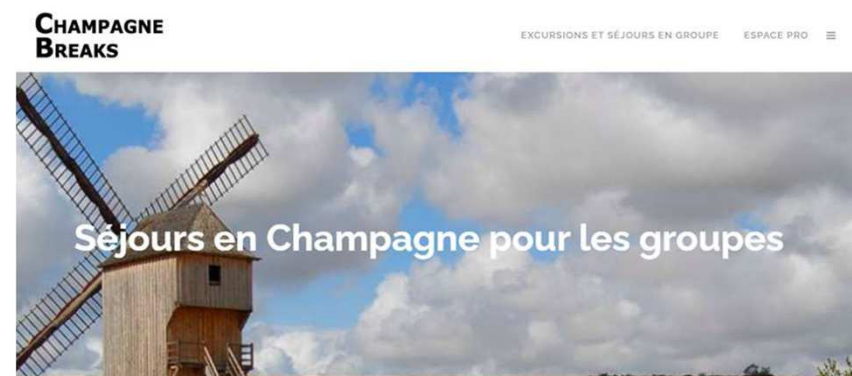 CHAMPAGNE
BREAKS
EXCURSIONS ET SÉJOURS EN GROUPE ESPACE PRO
Séjours en Champagne pour les groupes